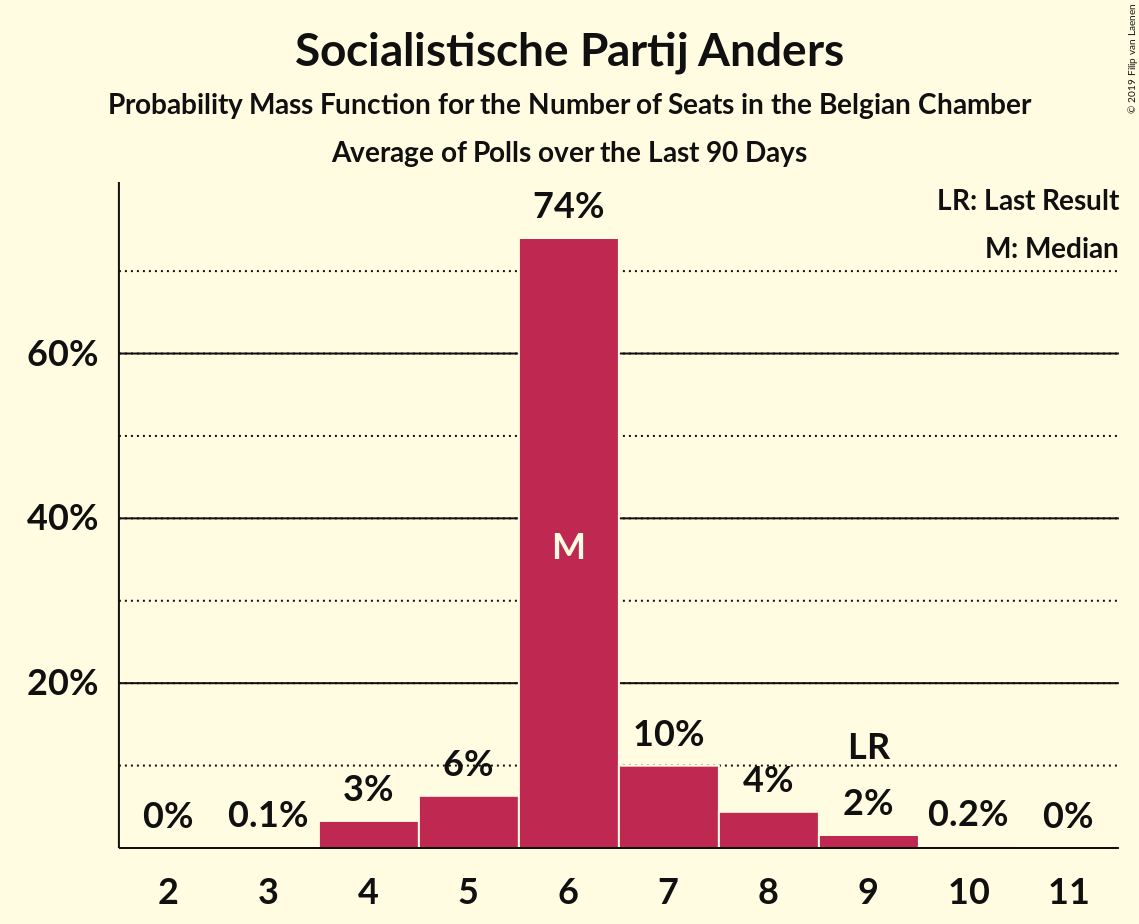 Socialistische Partij Anders
Probability Mass Function for the Number of Seats in the Belgian Chamber
Average of Polls over the Last 90 Days
© 2019 Filip van Laenen
LR: Last Result
M: Median
74%
60%
40%
M
20%
10%
LR
6%
4%
3%
2%
0%
0.1%
0.2%
0%
2 3 4 5 6 7 8 9 10 11